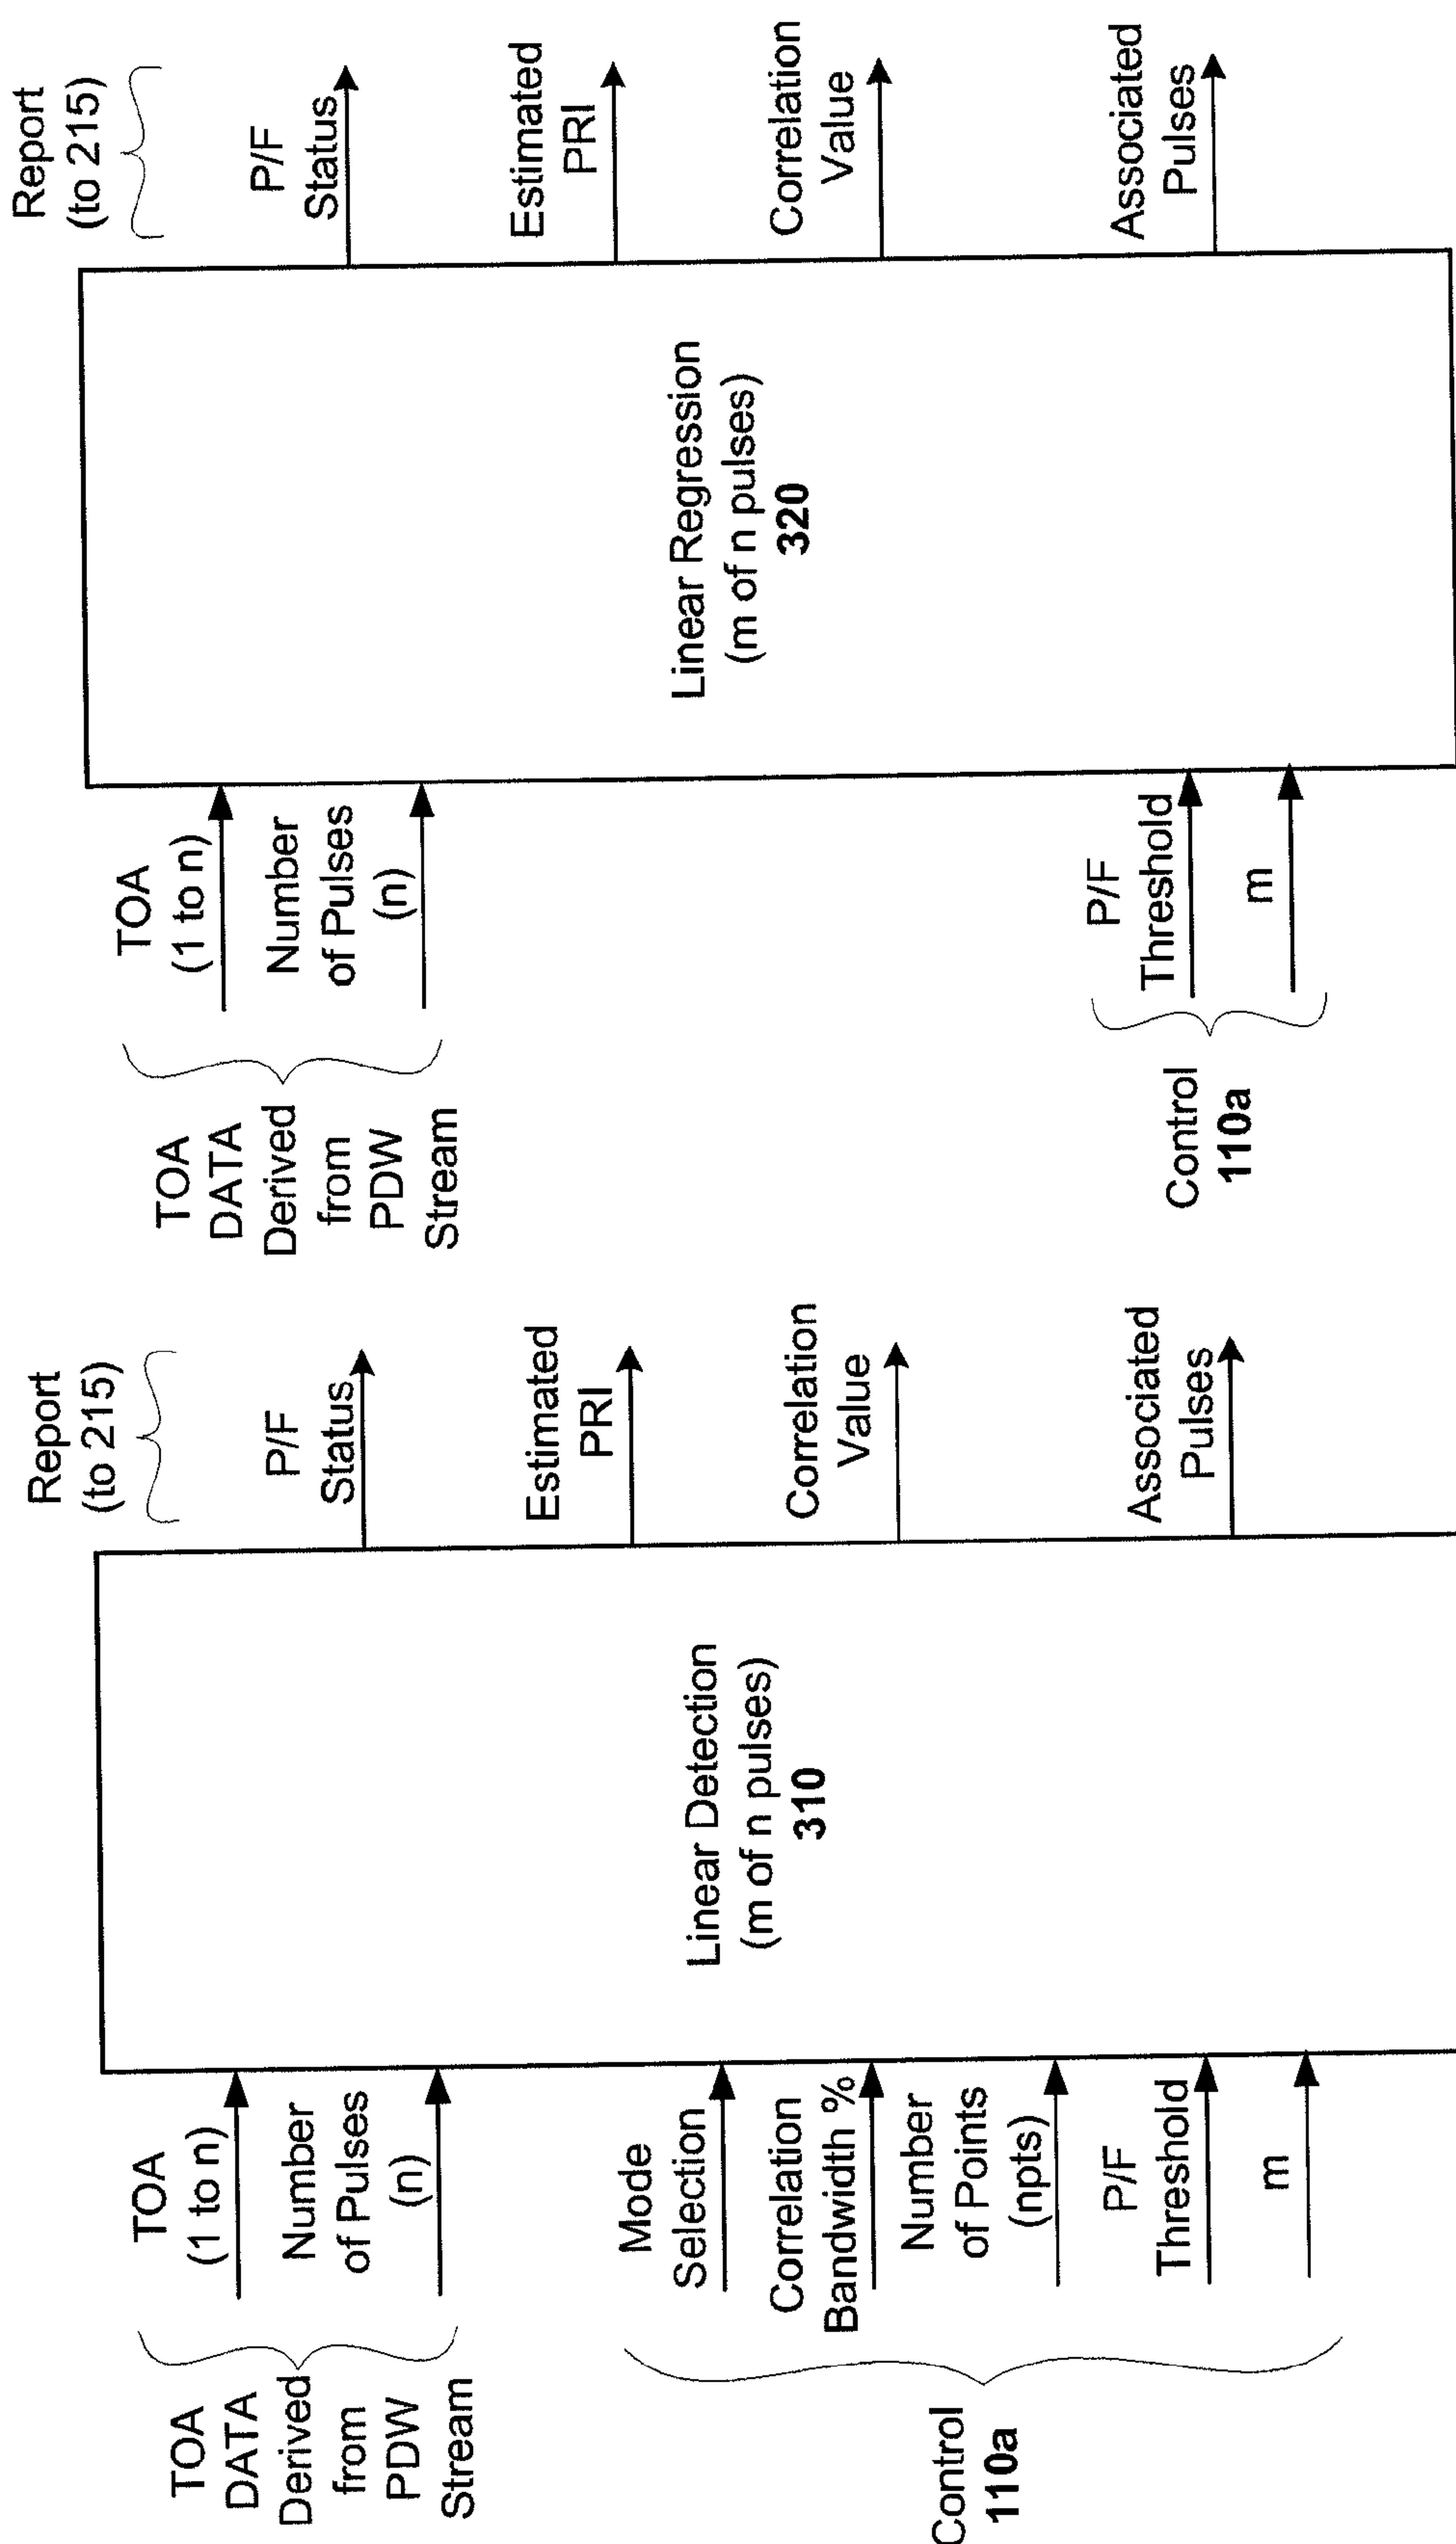 TOA
DATA
Derived
from
PDW
Stream
TOA
(1 to n)
Number
of Pulses
(n)
Control
110a
Mode
Selection
Correlation
Bandwidth %
Number
of Points
(npts)
P/F
Threshold
m
Linear Detection
(m of n pulses)
310
Report
(to 215)
P/F
Status
Estimated
PRI
Correlation
Value
Associated
Pulses
TOA
DATA
Derived
from
PDW
Stream
TOA
(1 to n)
Number
of Pulses
(n)
Control
110a
P/F
Threshold
m
Linear Regression
(m of n pulses)
320
Report
(to 215)
P/F
Status
Estimated
PRI
Correlation
Value
Associated
Pulses